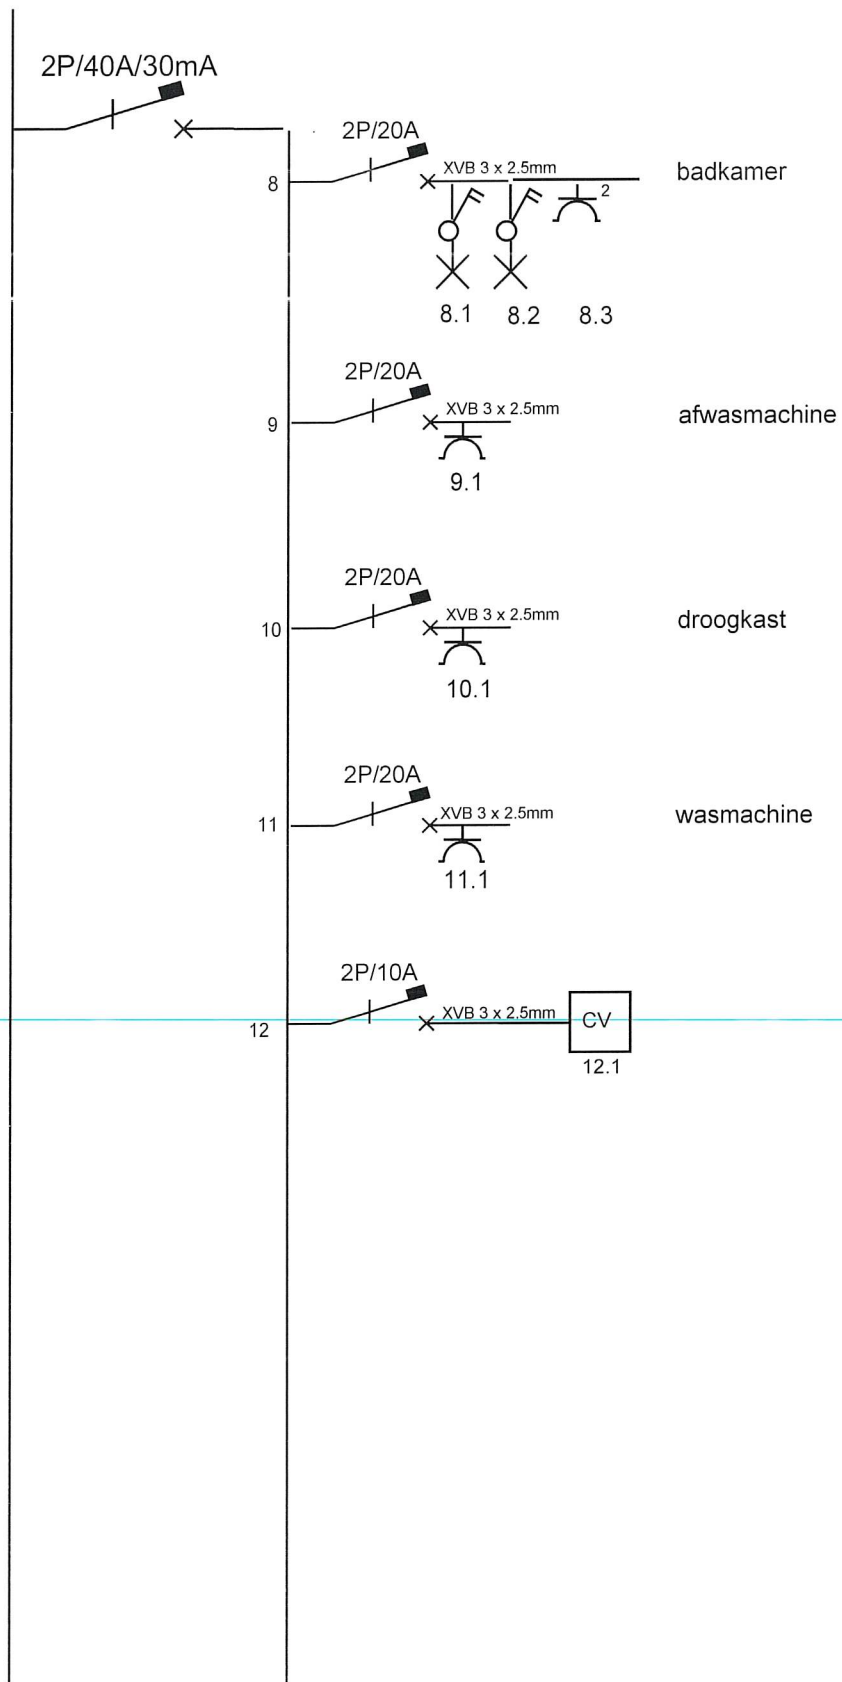 2P/40A/30mA
2P/20A
8
XVB 3 x 2.5mm
2
badkamer
8.1
8.2
8.3
2P/20A
9
XVB 3 x 2.5mm
afwasmachine
9.1
2P/20A
10
XVB 3 x 2.5mm
droogkast
10.1
2P/20A
11
XVB 3 x 2.5mm
wasmachine
11.1
2P/10A
12
XVB 3 x 2.5mm
CV
12.1